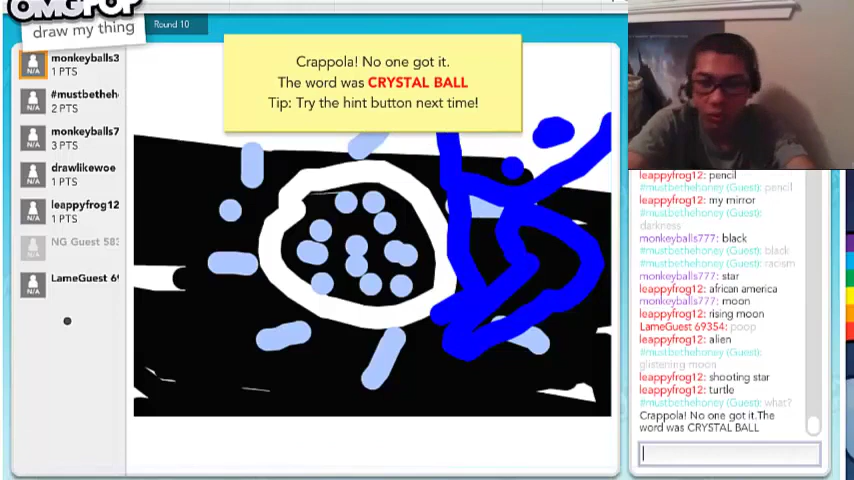 OMGPOP
draw my thing
Round 10
monkeyballs3
1 PTS
#mustbetheh
2 PTS
monkeyballs7
3 PTS
drawlikewoe
1 PTS
leappyfrog12
1 PTS
NG Guest 58
LameGuest 69
N/A
N/A
N/A
N/A
N/A
N/A
N/A
Crappola! No one got it.
The word was CRYSTAL BALL
Tip: Try the hint button next time!
leappyfrog12: pencil
#mustbethehoney (Guest): pencil
leappyfrog12: my mirror
#mustbethehoney (Guest):
darkness
monkeyballs777: black
#mustbethehoney (Guest): black
#mustbethehoney (Guest): racism
monkeyballs777: star
leappyfrog12: african america
monkeyballs777: moon
leappyfrog12: rising moon
LameGuest 69354: poop
leappyfrog12: alien
#mustbethehoney (Guest):
glistening moon
leappyfrog12: shooting star
leappyfrog12: turtle
#mustbethehoney (Guest): what?
Crappola! No one got it.The
word was CRYSTAL BALL